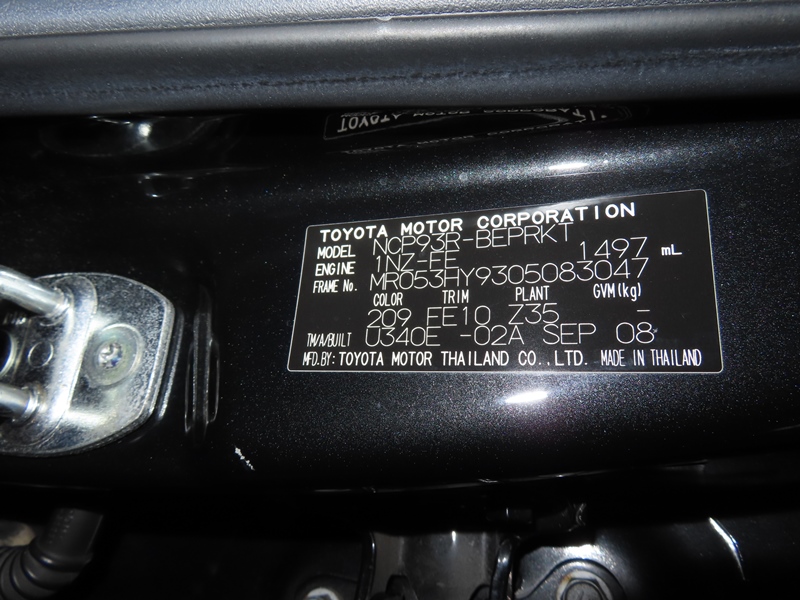 TOYOTA MOTOR CORPORATION
MODEL NCP93R-BEPRKT
ENGINE 1NZ-FE 1497 mL
FRAME No. MR053HY9305083047
COLOR TRIM PLANT GVM(kg)
209 FE10 Z35 -
TM/A/BUILT U340E -02A SEP 08
MFD.BY: TOYOTA MOTOR THAILAND CO.,LTD. MADE IN THAILAND